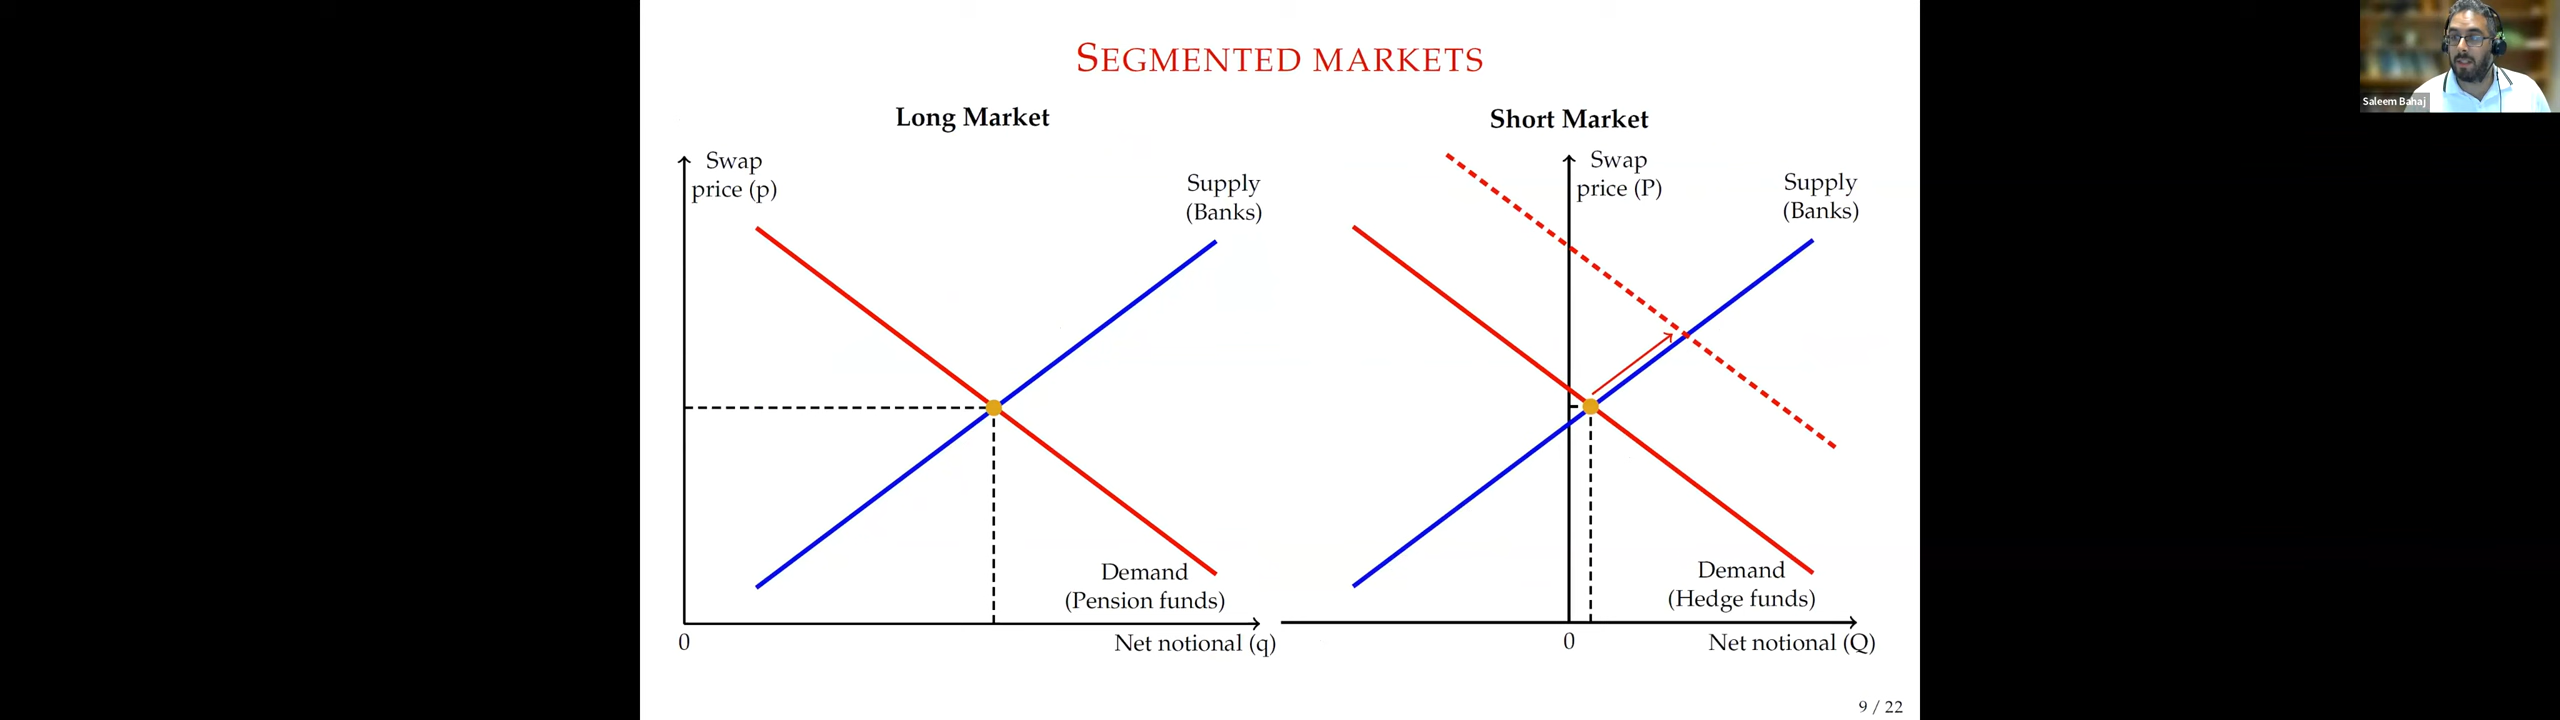 SEGMENTED MARKETS
Long Market
Swap
price (p)
Supply
(Banks)
Demand
(Pension funds)
0
Net notional (q)
Short Market
Swap
price (P)
Supply
(Banks)
Demand
(Hedge funds)
0
Net notional (Q)
9 / 22
Saleem Bahaj